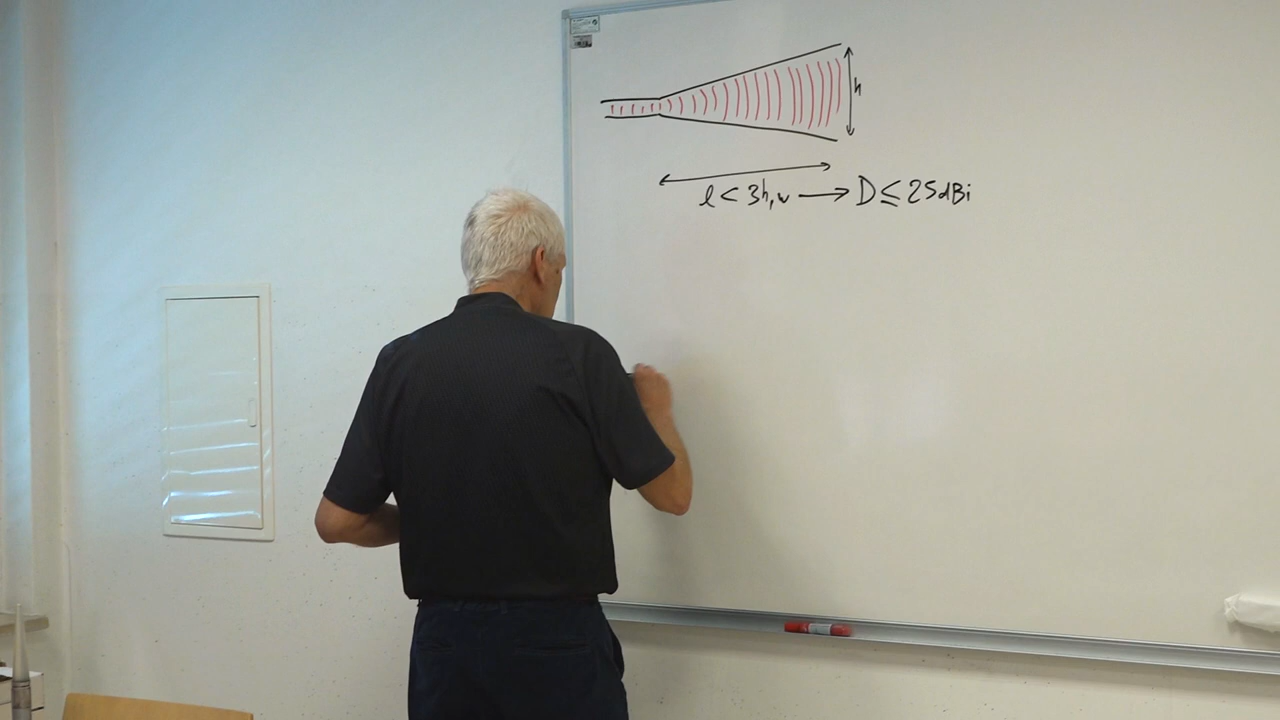 h
l < 3h,w → D ≤ 25dBi